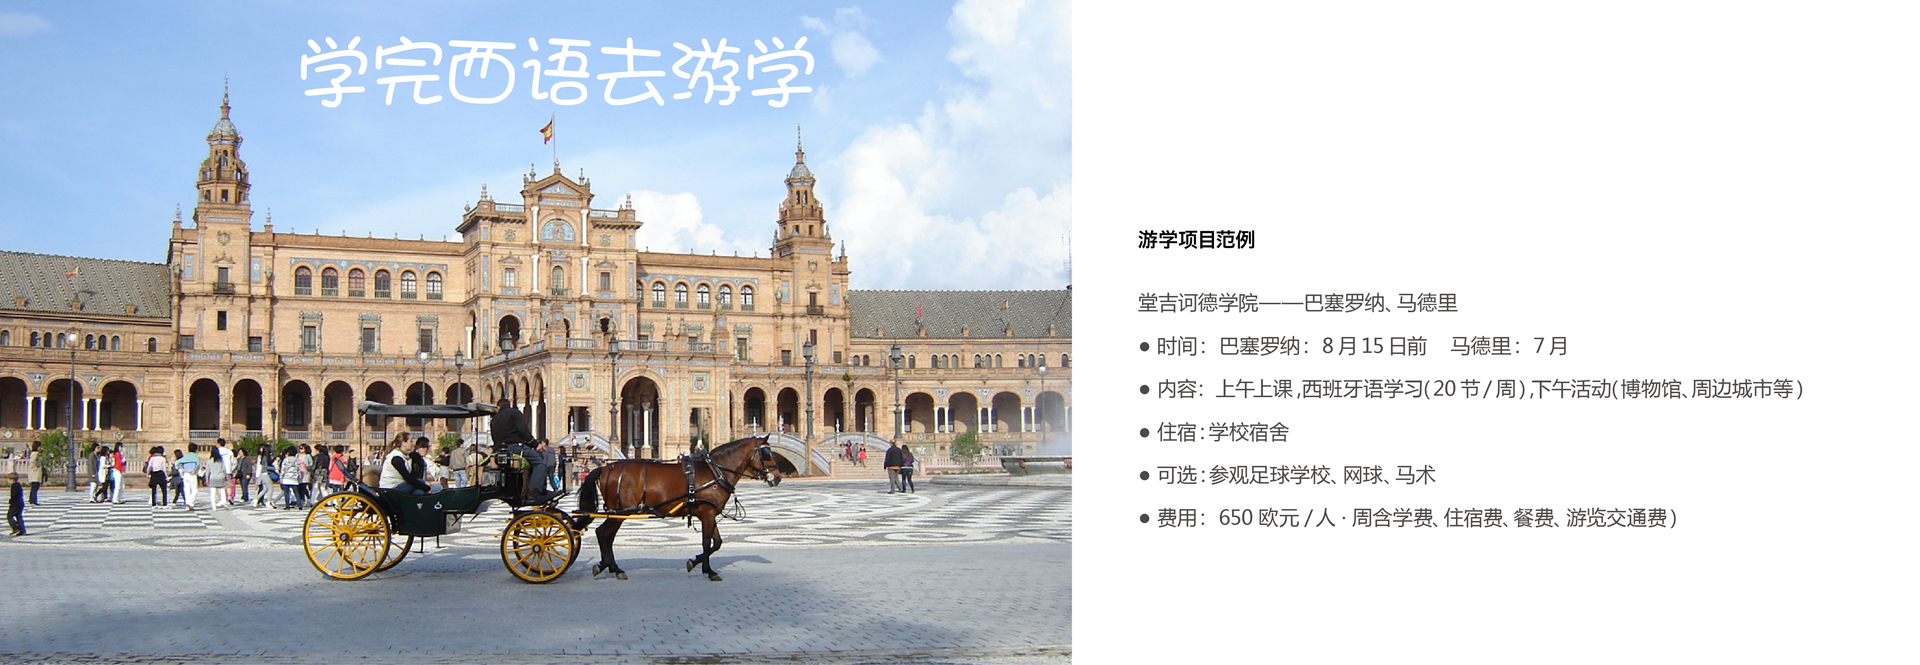 学完西语去游学
游学项目范例
堂吉诃德学院——巴塞罗纳、马德里
● 时间：巴塞罗纳：8月15日前　马德里：7月
● 内容：上午上课,西班牙语学习(20节/周),下午活动(博物馆、周边城市等)
● 住宿:学校宿舍
● 可选:参观足球学校、网球、马术
● 费用：650欧元/人·周含学费、住宿费、餐费、游览交通费)